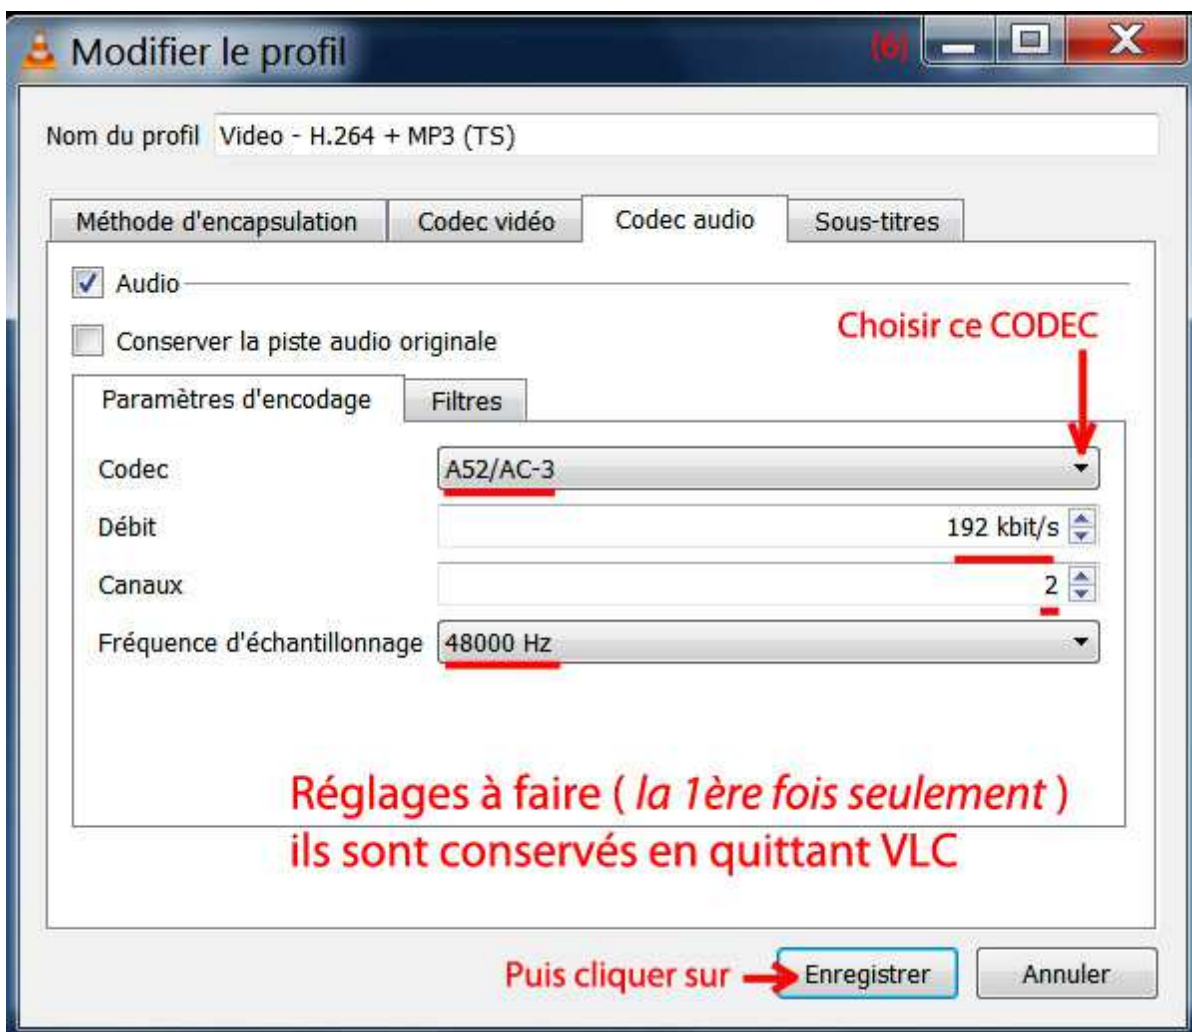 Modifier le profil (6)
Nom du profil Video - H.264 + MP3 (TS)
Méthode d'encapsulation Codec vidéo Codec audio Sous-titres
Audio
Choisir ce CODEC
Conserver la piste audio originale
Paramètres d'encodage Filtres
Codec A52/AC-3
Débit 192 kbit/s
Canaux 2
Fréquence d'échantillonnage 48000 Hz
Réglages à faire ( la 1ère fois seulement )
ils sont conservés en quittant VLC
Puis cliquer sur Enregistrer Annuler